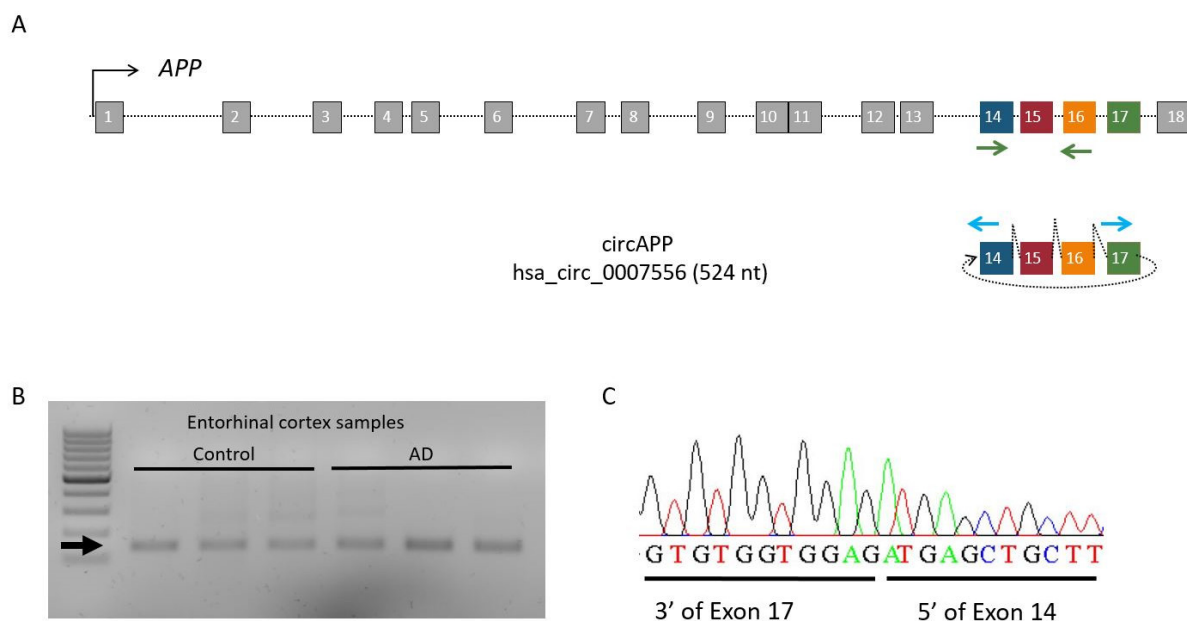 A
APP
1 2 3 4 5 6 7 8 9 10 11 12 13 14 15 16 17 18
circAPP
hsa_circ_0007556 (524 nt)
14 15 16 17
B
Entorhinal cortex samples
Control AD
C
GTGTGGTGGAGATGAGCTGCTT
3’ of Exon 17 5’ of Exon 14